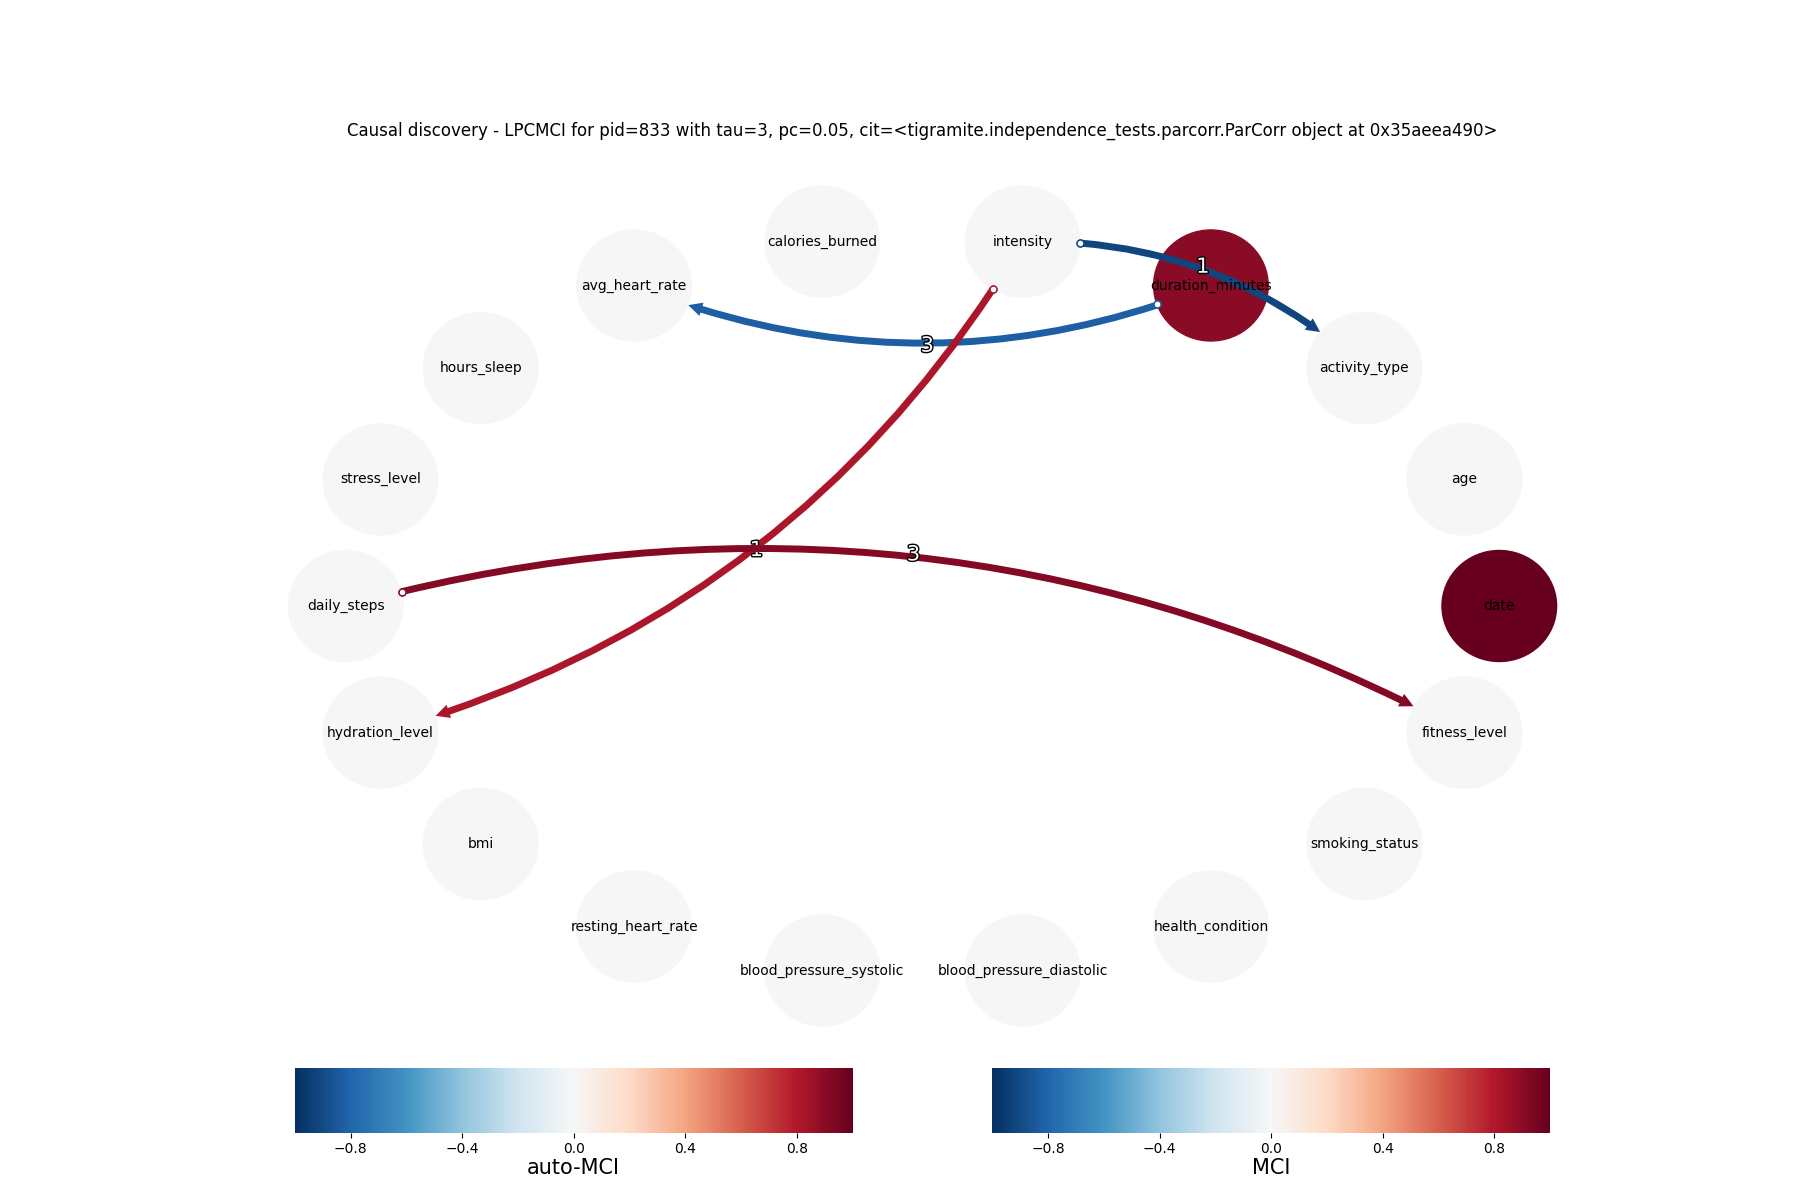 Causal discovery - LPCMCI for pid=833 with tau=3, pc=0.05, cit=<tigramite.independence_tests.parcorr.ParCorr object at 0x35aeea490>
calories_burned
intensity
1
avg_heart_rate
duration_minutes
3
hours_sleep
activity_type
stress_level
age
1
3
daily_steps
date
hydration_level
fitness_level
bmi
smoking_status
resting_heart_rate
health_condition
blood_pressure_systolic
blood_pressure_diastolic
−0.8 −0.4 0.0 0.4 0.8
auto-MCI
−0.8 −0.4 0.0 0.4 0.8
MCI